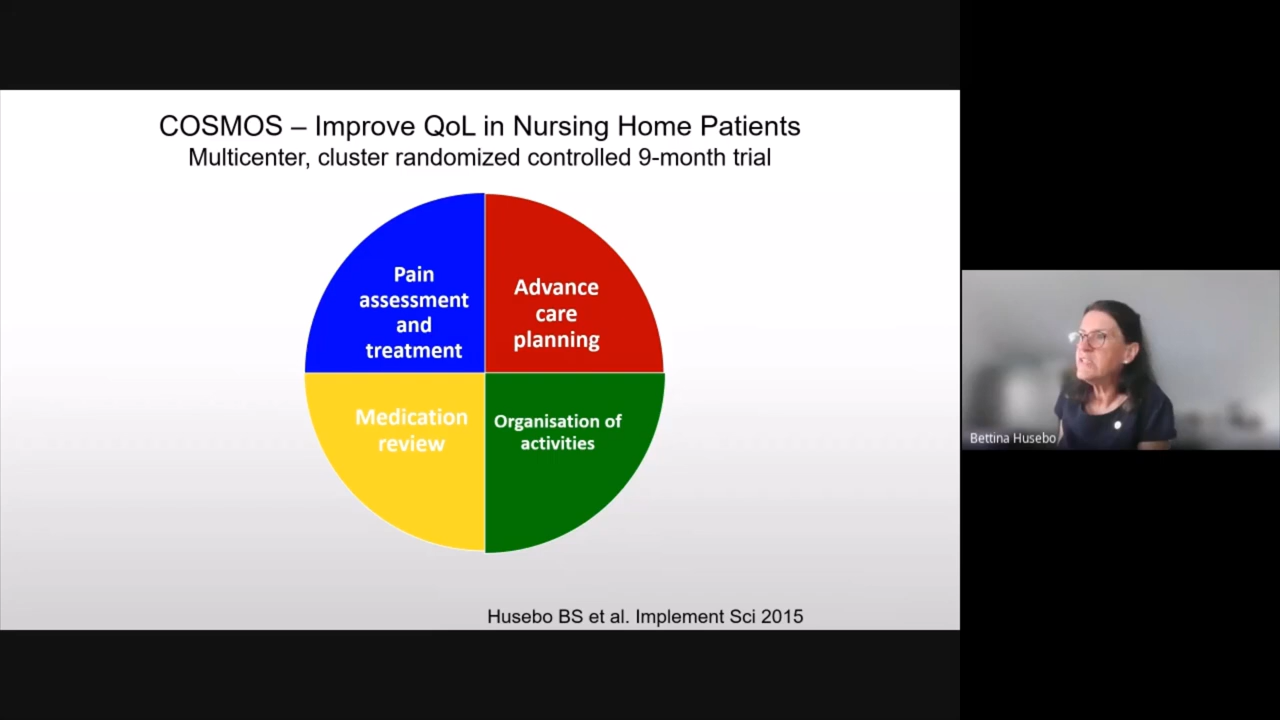 COSMOS – Improve QoL in Nursing Home Patients
Multicenter, cluster randomized controlled 9-month trial
Pain
assessment
and
treatment
Advance
care
planning
Medication
review
Organisation of
activities
Husebo BS et al. Implement Sci 2015
Bettina Husebo